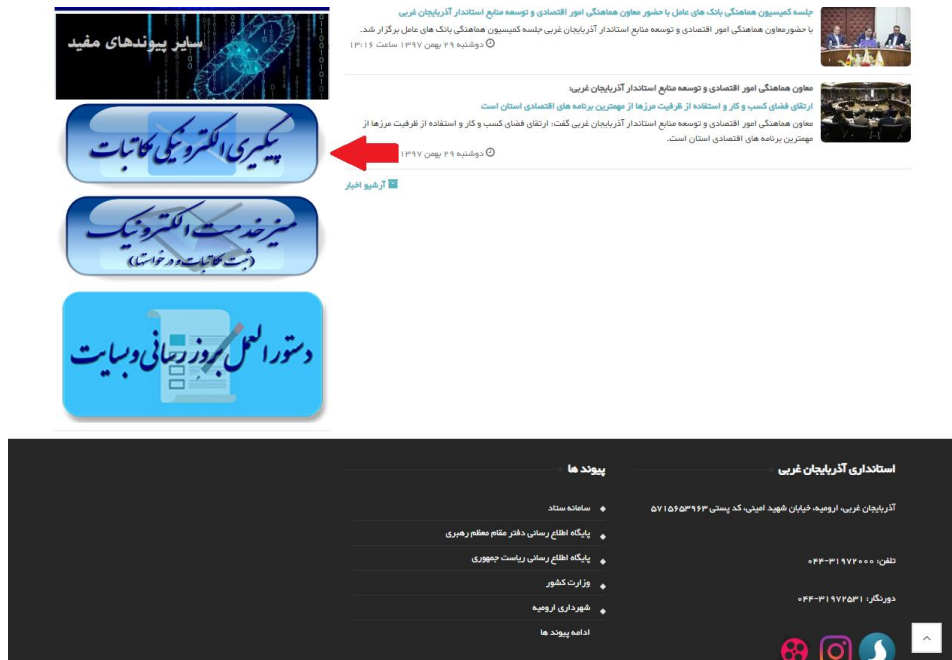 جلسه کمیسیون هماهنگی بانک های عامل با حضور معاون هماهنگی امور اقتصادی و توسعه منابع استاندار آذربایجان غربی
با حضورمعاون هماهنگی امور اقتصادی و توسعه منابع استاندار آذربایجان غربی جلسه کمیسیون هماهنگی بانک های عامل برگزار شد.
دوشنبه ۲۹ بهمن ۱۳۹۷ ساعت ۱۳:۱۶
معاون هماهنگی امور اقتصادی و توسعه منابع استاندار آذربایجان غربی:
ارتقای فضای کسب و کار و استفاده از ظرفیت مرزها از مهمترین برنامه های اقتصادی استان است
معاون هماهنگی امور اقتصادی و توسعه منابع استاندار آذربایجان غربی گفت: ارتقای فضای کسب و کار و استفاده از ظرفیت مرزها از
مهمترین برنامه های اقتصادی استان است.
دوشنبه ۲۹ بهمن ۱۳۹۷
آرشیو اخبار
سایر پیوندهای مفید
پیگیری الکترونیکی مکاتبات
میز خدمت الکترونیک
(ثبت مکاتبات و درخواستها)
دستورالعمل بروزرسانی وبسایت
استانداری آذربایجان غربی
آذربایجان غربی، ارومیه، خیابان شهید امینی، کد پستی ۵۷۱۵۶۵۳۹۶۳
تلفن: ۳۱۹۷۲۰۰۰-۰۴۴
دورنگار: ۳۱۹۷۲۵۳۱-۰۴۴
پیوند ها
سامانه ستاد
پایگاه اطلاع رسانی دفتر مقام معظم رهبری
پایگاه اطلاع رسانی ریاست جمهوری
وزارت کشور
شهرداری ارومیه
ادامه پیوند ها